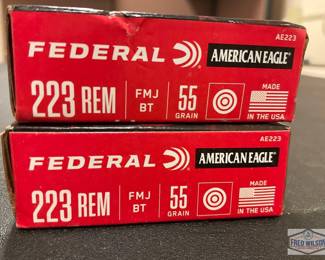 AE223
FEDERAL AMERICAN EAGLE
223 REM FMJ BT 55 GRAIN MADE IN THE USA
AE223
FEDERAL AMERICAN EAGLE
223 REM FMJ BT 55 GRAIN MADE IN THE USA
FRED WILSON